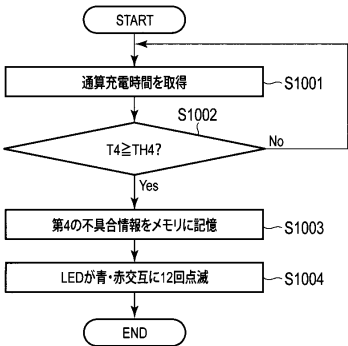 START
通算充電時間を取得
S1001
S1002
T4≧TH4?
No
Yes
第4の不具合情報をメモリに記憶
S1003
LEDが青・赤交互に12回点滅
S1004
END